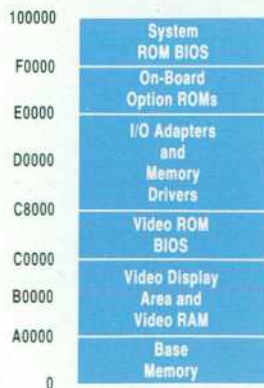 100000
System
ROM BIOS
F0000
On-Board
Option ROMs
E0000
I/O Adapters
and
Memory
Drivers
D0000
C8000
Video ROM
BIOS
C0000
Video Display
Area and
Video RAM
B0000
A0000
Base
Memory
0